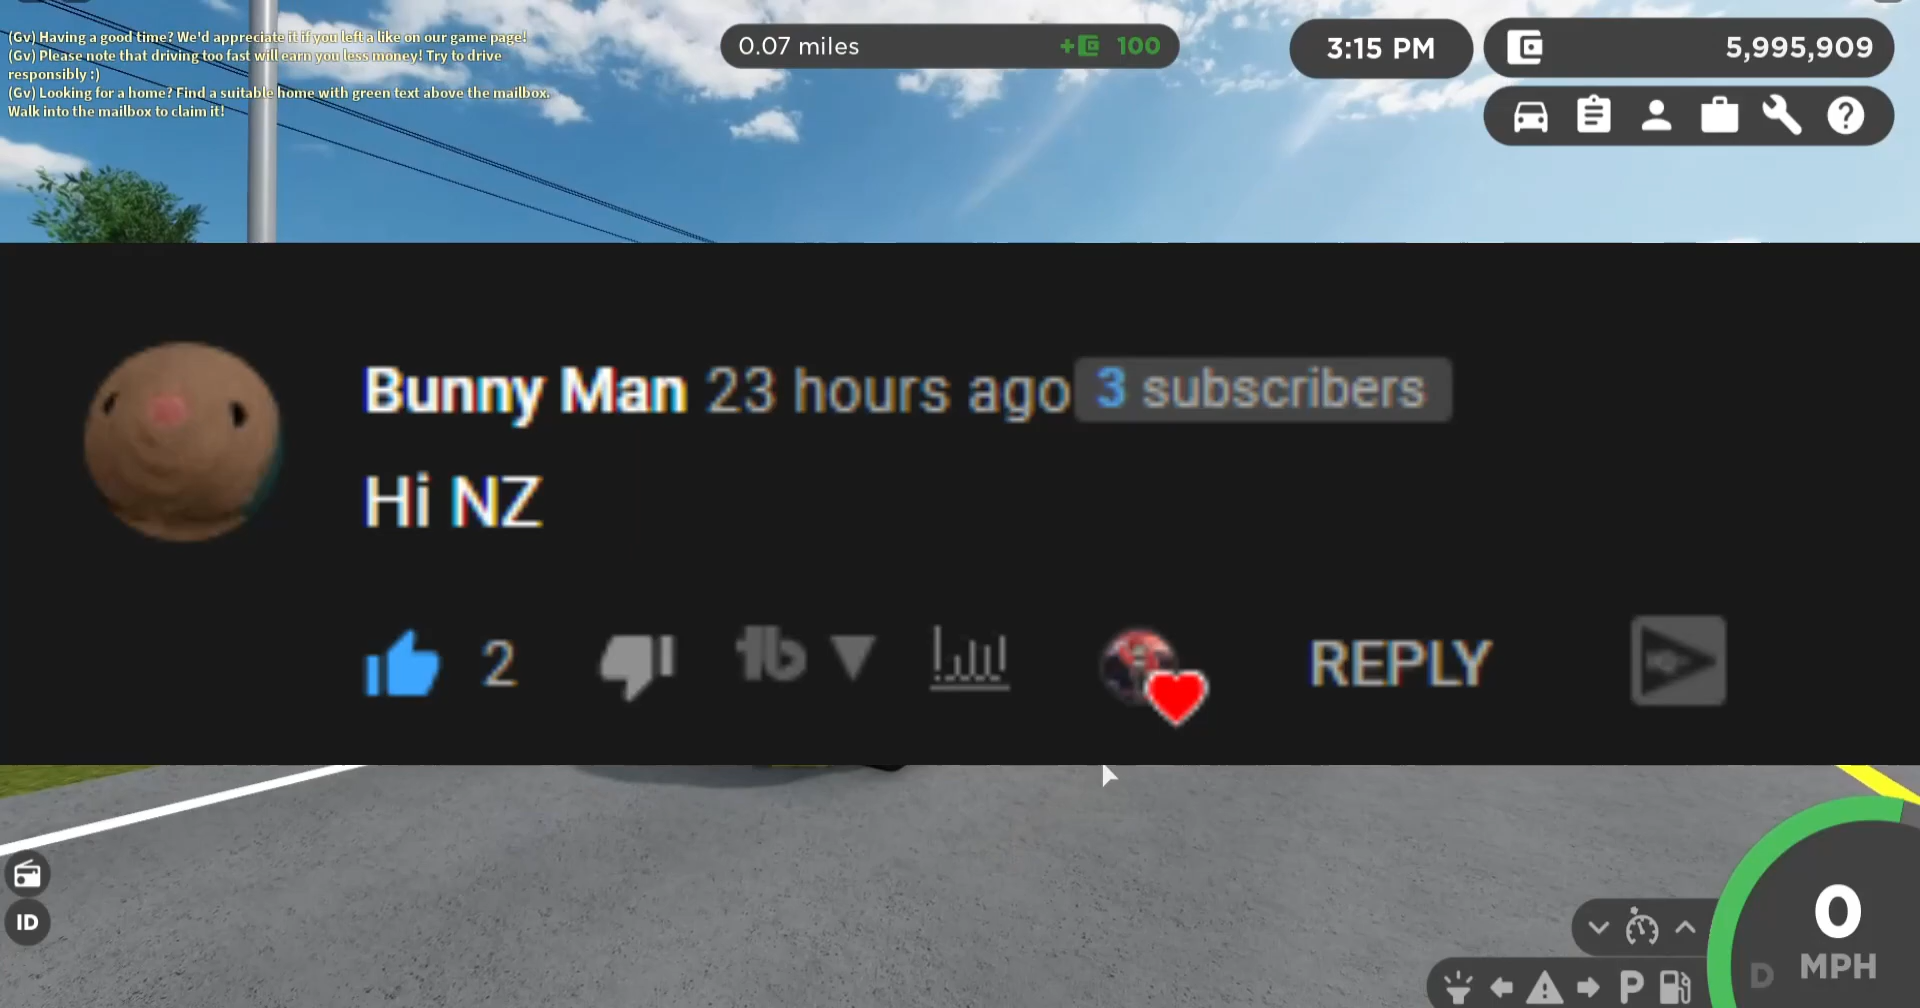 (Gv) Having a good time? We'd appreciate it if you left a like on our game page!
(Gv) Please note that driving too fast will earn you less money! Try to drive
responsibly :)
(Gv) Looking for a home? Find a suitable home with green text above the mailbox.
Walk into the mailbox to claim it!
0.07 miles + 100
3:15 PM
5,995,909
Bunny Man 23 hours ago 3 subscribers
Hi NZ
2 tb REPLY
ID
0
MPH
D
P